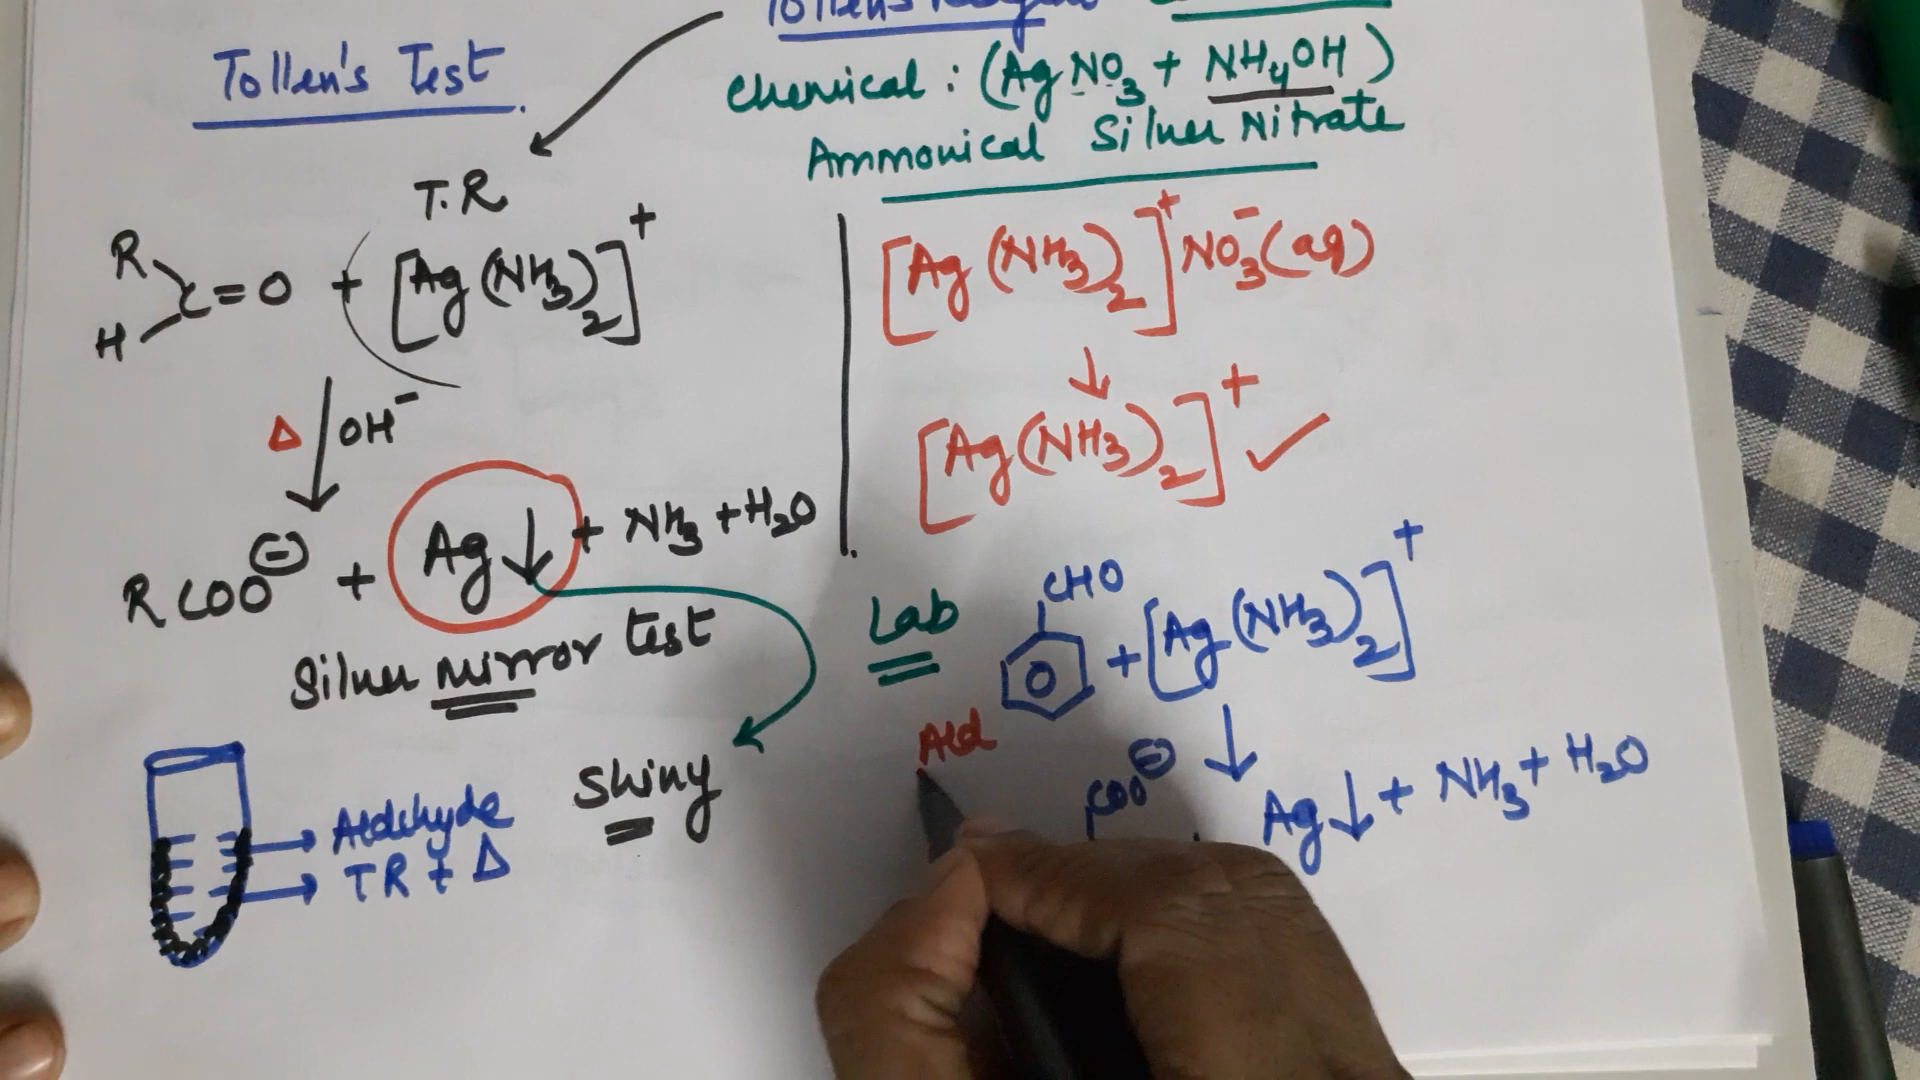 Tollen's Test
Tollen's
Chemical : (AgNO3 + NH4OH)
Ammonical Silver Nitrate
T.R
R
H
C=O + [Ag(NH3)2]+
Δ OH-
RCOO⊖ + Ag↓ + NH3 + H2O
Silver mirror test
Shiny
Aldehyde
TR + Δ
[Ag(NH3)2]+ NO3-(aq)
↓
[Ag(NH3)2]+ ✓
Lab
CHO
+ [Ag(NH3)2]+
↓
COO⊖
Ag↓ + NH3 + H2O
Ald